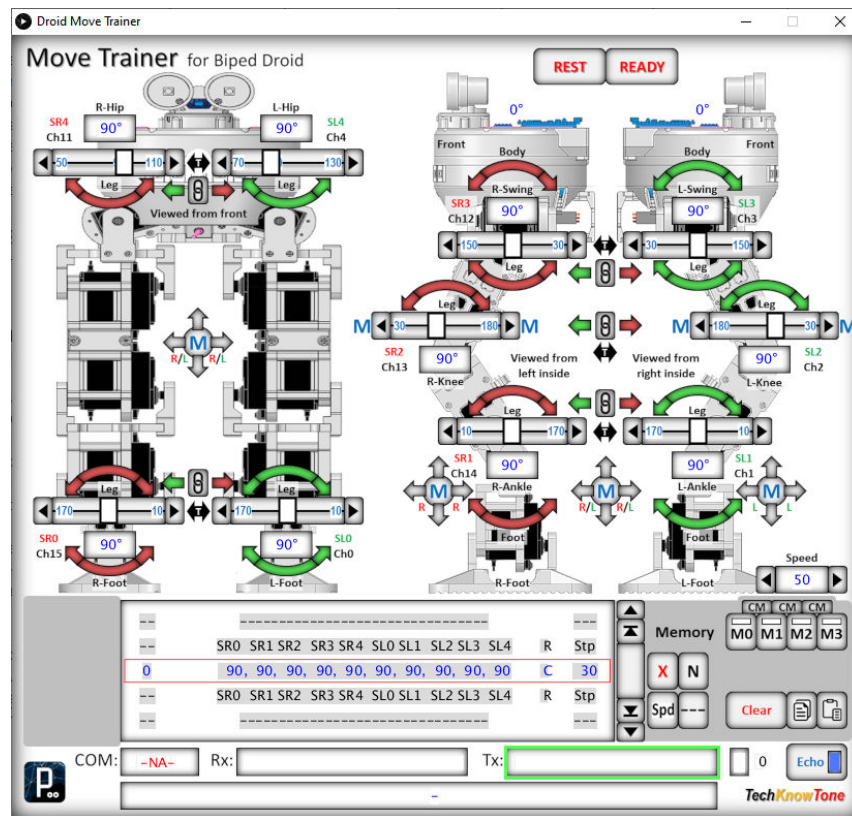 Droid Move Trainer
Move Trainer for Biped Droid
REST READY
R-Hip L-Hip
SR4 SL4
Ch11 90° 90° Ch4
50 110 T 70 130
Leg Leg
Viewed from front
0° 0°
Front Body Body Front
R-Swing L-Swing
SR3 SL3
Ch12 90° 90° Ch3
150 30 T 30 150
Leg Leg
Leg Leg
M 30 180 M M 180 30 M
SR2 SL2
Ch13 90° T 90° Ch2
R-Knee L-Knee
Viewed from left inside
Viewed from right inside
M
R/L R/L
Leg Leg
10 170 T 170 10
SR1 SL1
Ch14 90° 90° Ch1
R-Ankle L-Ankle
M M M
R R R/L R/L L L
Foot Foot
R-Foot L-Foot
Leg Leg
170 10 T 170 10
SR0 SL0
Ch15 90° 90° Ch0
R-Foot L-Foot
Speed
50
-- ------------------------------- ---
-- SR0 SR1 SR2 SR3 SR4 SL0 SL1 SL2 SL3 SL4 R Stp
0 90, 90, 90, 90, 90, 90, 90, 90, 90, 90 C 30
-- SR0 SR1 SR2 SR3 SR4 SL0 SL1 SL2 SL3 SL4 R Stp
-- ------------------------------- ---
CM CM CM
Memory M0 M1 M2 M3
X N
Spd --- Clear
COM: -NA- Rx: Tx: 0 Echo
P
-
TechKnowTone